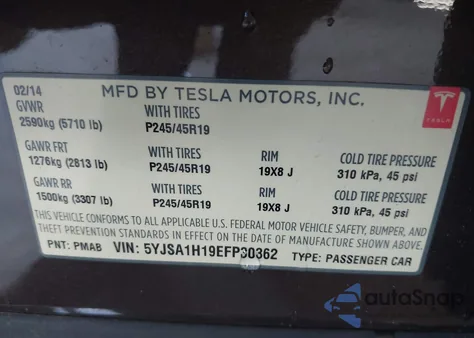 02/14 MFD BY TESLA MOTORS, INC.
GVWR WITH TIRES
2590kg (5710 lb) P245/45R19
GAWR FRT WITH TIRES RIM COLD TIRE PRESSURE
1276kg (2813 lb) P245/45R19 19X8 J 310 kPa, 45 psi
GAWR RR WITH TIRES RIM COLD TIRE PRESSURE
1500kg (3307 lb) P245/45R19 19X8 J 310 kPa, 45 psi
THIS VEHICLE CONFORMS TO ALL APPLICABLE U.S. FEDERAL MOTOR VEHICLE SAFETY, BUMPER, AND
THEFT PREVENTION STANDARDS IN EFFECT ON THE DATE OF MANUFACTURE SHOWN ABOVE.
PNT: PMAB VIN: 5YJSA1H19EFP30362 TYPE: PASSENGER CAR
TESLA
autoSnap